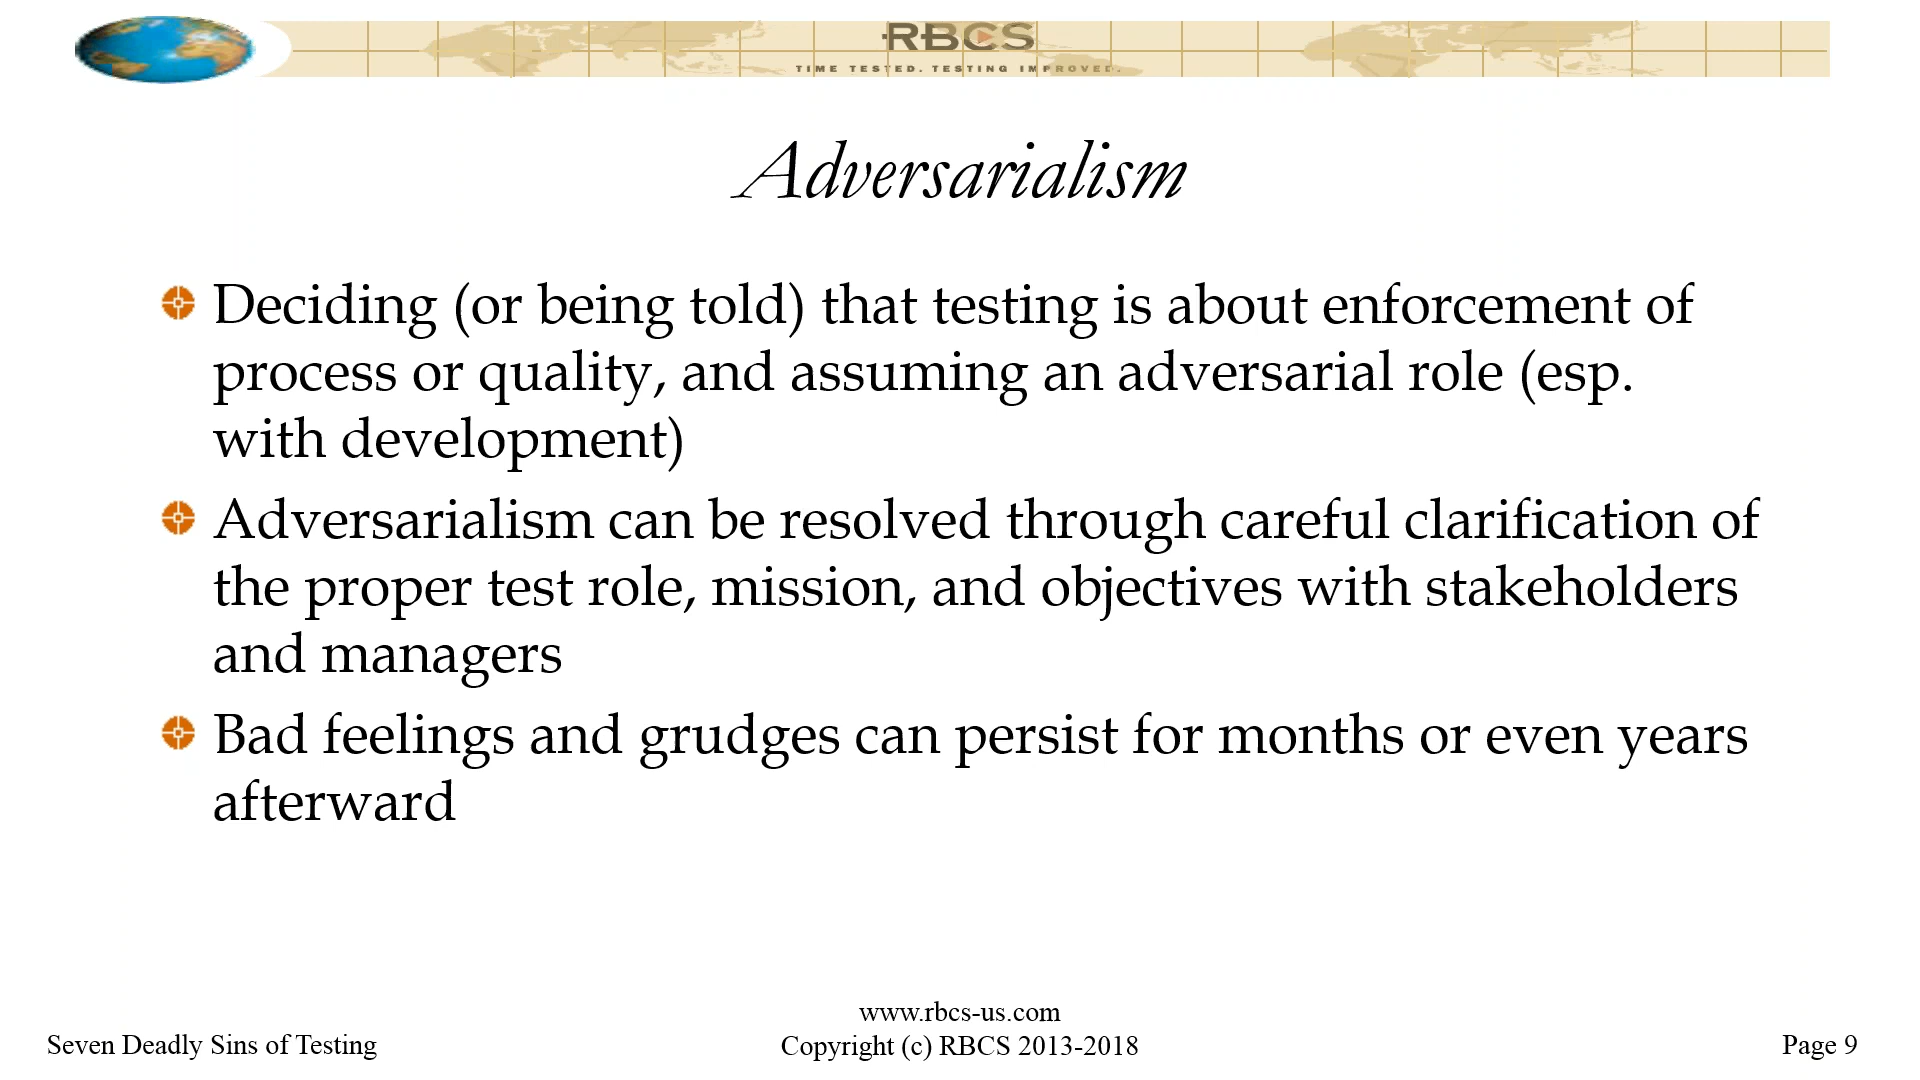 RBCS
TIME TESTED. TESTING IMPROVED.
Adversarialism
Deciding (or being told) that testing is about enforcement of
process or quality, and assuming an adversarial role (esp.
with development)
Adversarialism can be resolved through careful clarification of
the proper test role, mission, and objectives with stakeholders
and managers
Bad feelings and grudges can persist for months or even years
afterward
www.rbcs-us.com
Seven Deadly Sins of Testing
Copyright (c) RBCS 2013-2018
Page 9